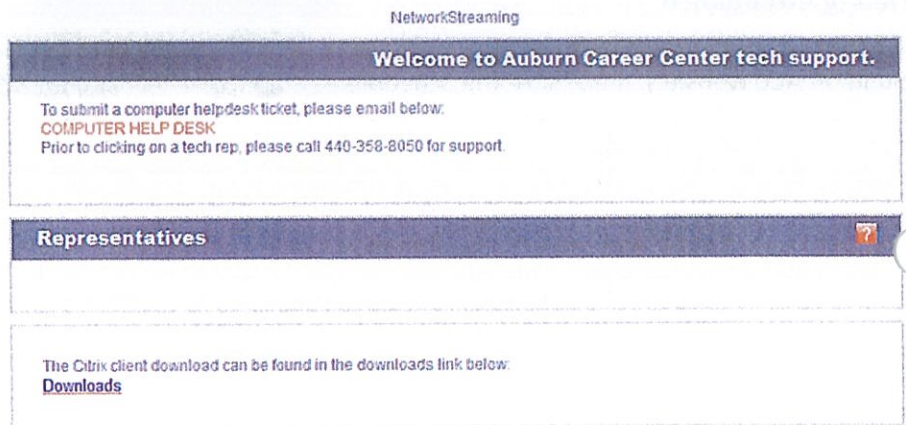 NetworkStreaming
Welcome to Auburn Career Center tech support.
To submit a computer helpdesk ticket, please email below:
COMPUTER HELP DESK
Prior to clicking on a tech rep, please call 440-358-8050 for support.
Representatives
?
The Citrix client download can be found in the downloads link below:
Downloads